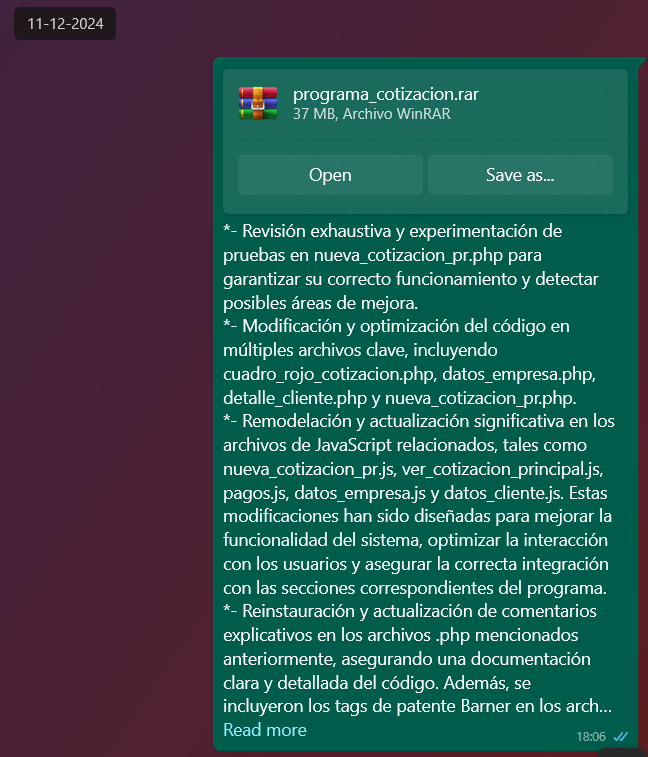 11-12-2024
programa_cotizacion.rar
37 MB, Archivo WinRAR
Open
Save as...
*- Revisión exhaustiva y experimentación de
pruebas en nueva_cotizacion_pr.php para
garantizar su correcto funcionamiento y detectar
posibles áreas de mejora.
*- Modificación y optimización del código en
múltiples archivos clave, incluyendo
cuadro_rojo_cotizacion.php, datos_empresa.php,
detalle_cliente.php y nueva_cotizacion_pr.php.
*- Remodelación y actualización significativa en los
archivos de JavaScript relacionados, tales como
nueva_cotizacion_pr.js, ver_cotizacion_principal.js,
pagos.js, datos_empresa.js y datos_cliente.js. Estas
modificaciones han sido diseñadas para mejorar la
funcionalidad del sistema, optimizar la interacción
con los usuarios y asegurar la correcta integración
con las secciones correspondientes del programa.
*- Reinstauración y actualización de comentarios
explicativos en los archivos .php mencionados
anteriormente, asegurando una documentación
clara y detallada del código. Además, se
incluyeron los tags de patente Barner en los arch...
Read more
18:06